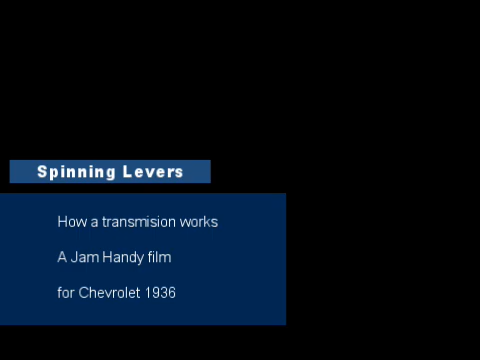 Spinning Levers
How a transmision works
A Jam Handy film
for Chevrolet 1936